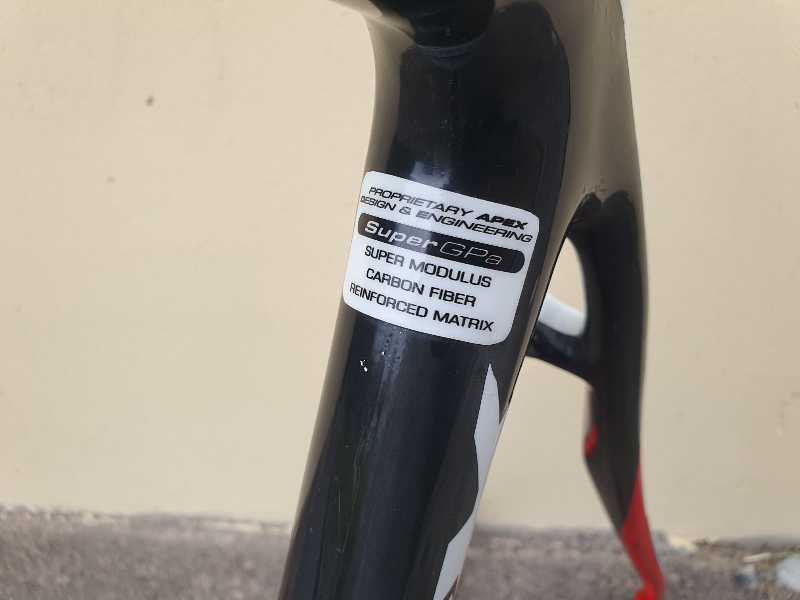 PROPRIETARY APEX
DESIGN & ENGINEERING
SuperGPa
SUPER MODULUS
CARBON FIBER
REINFORCED MATRIX